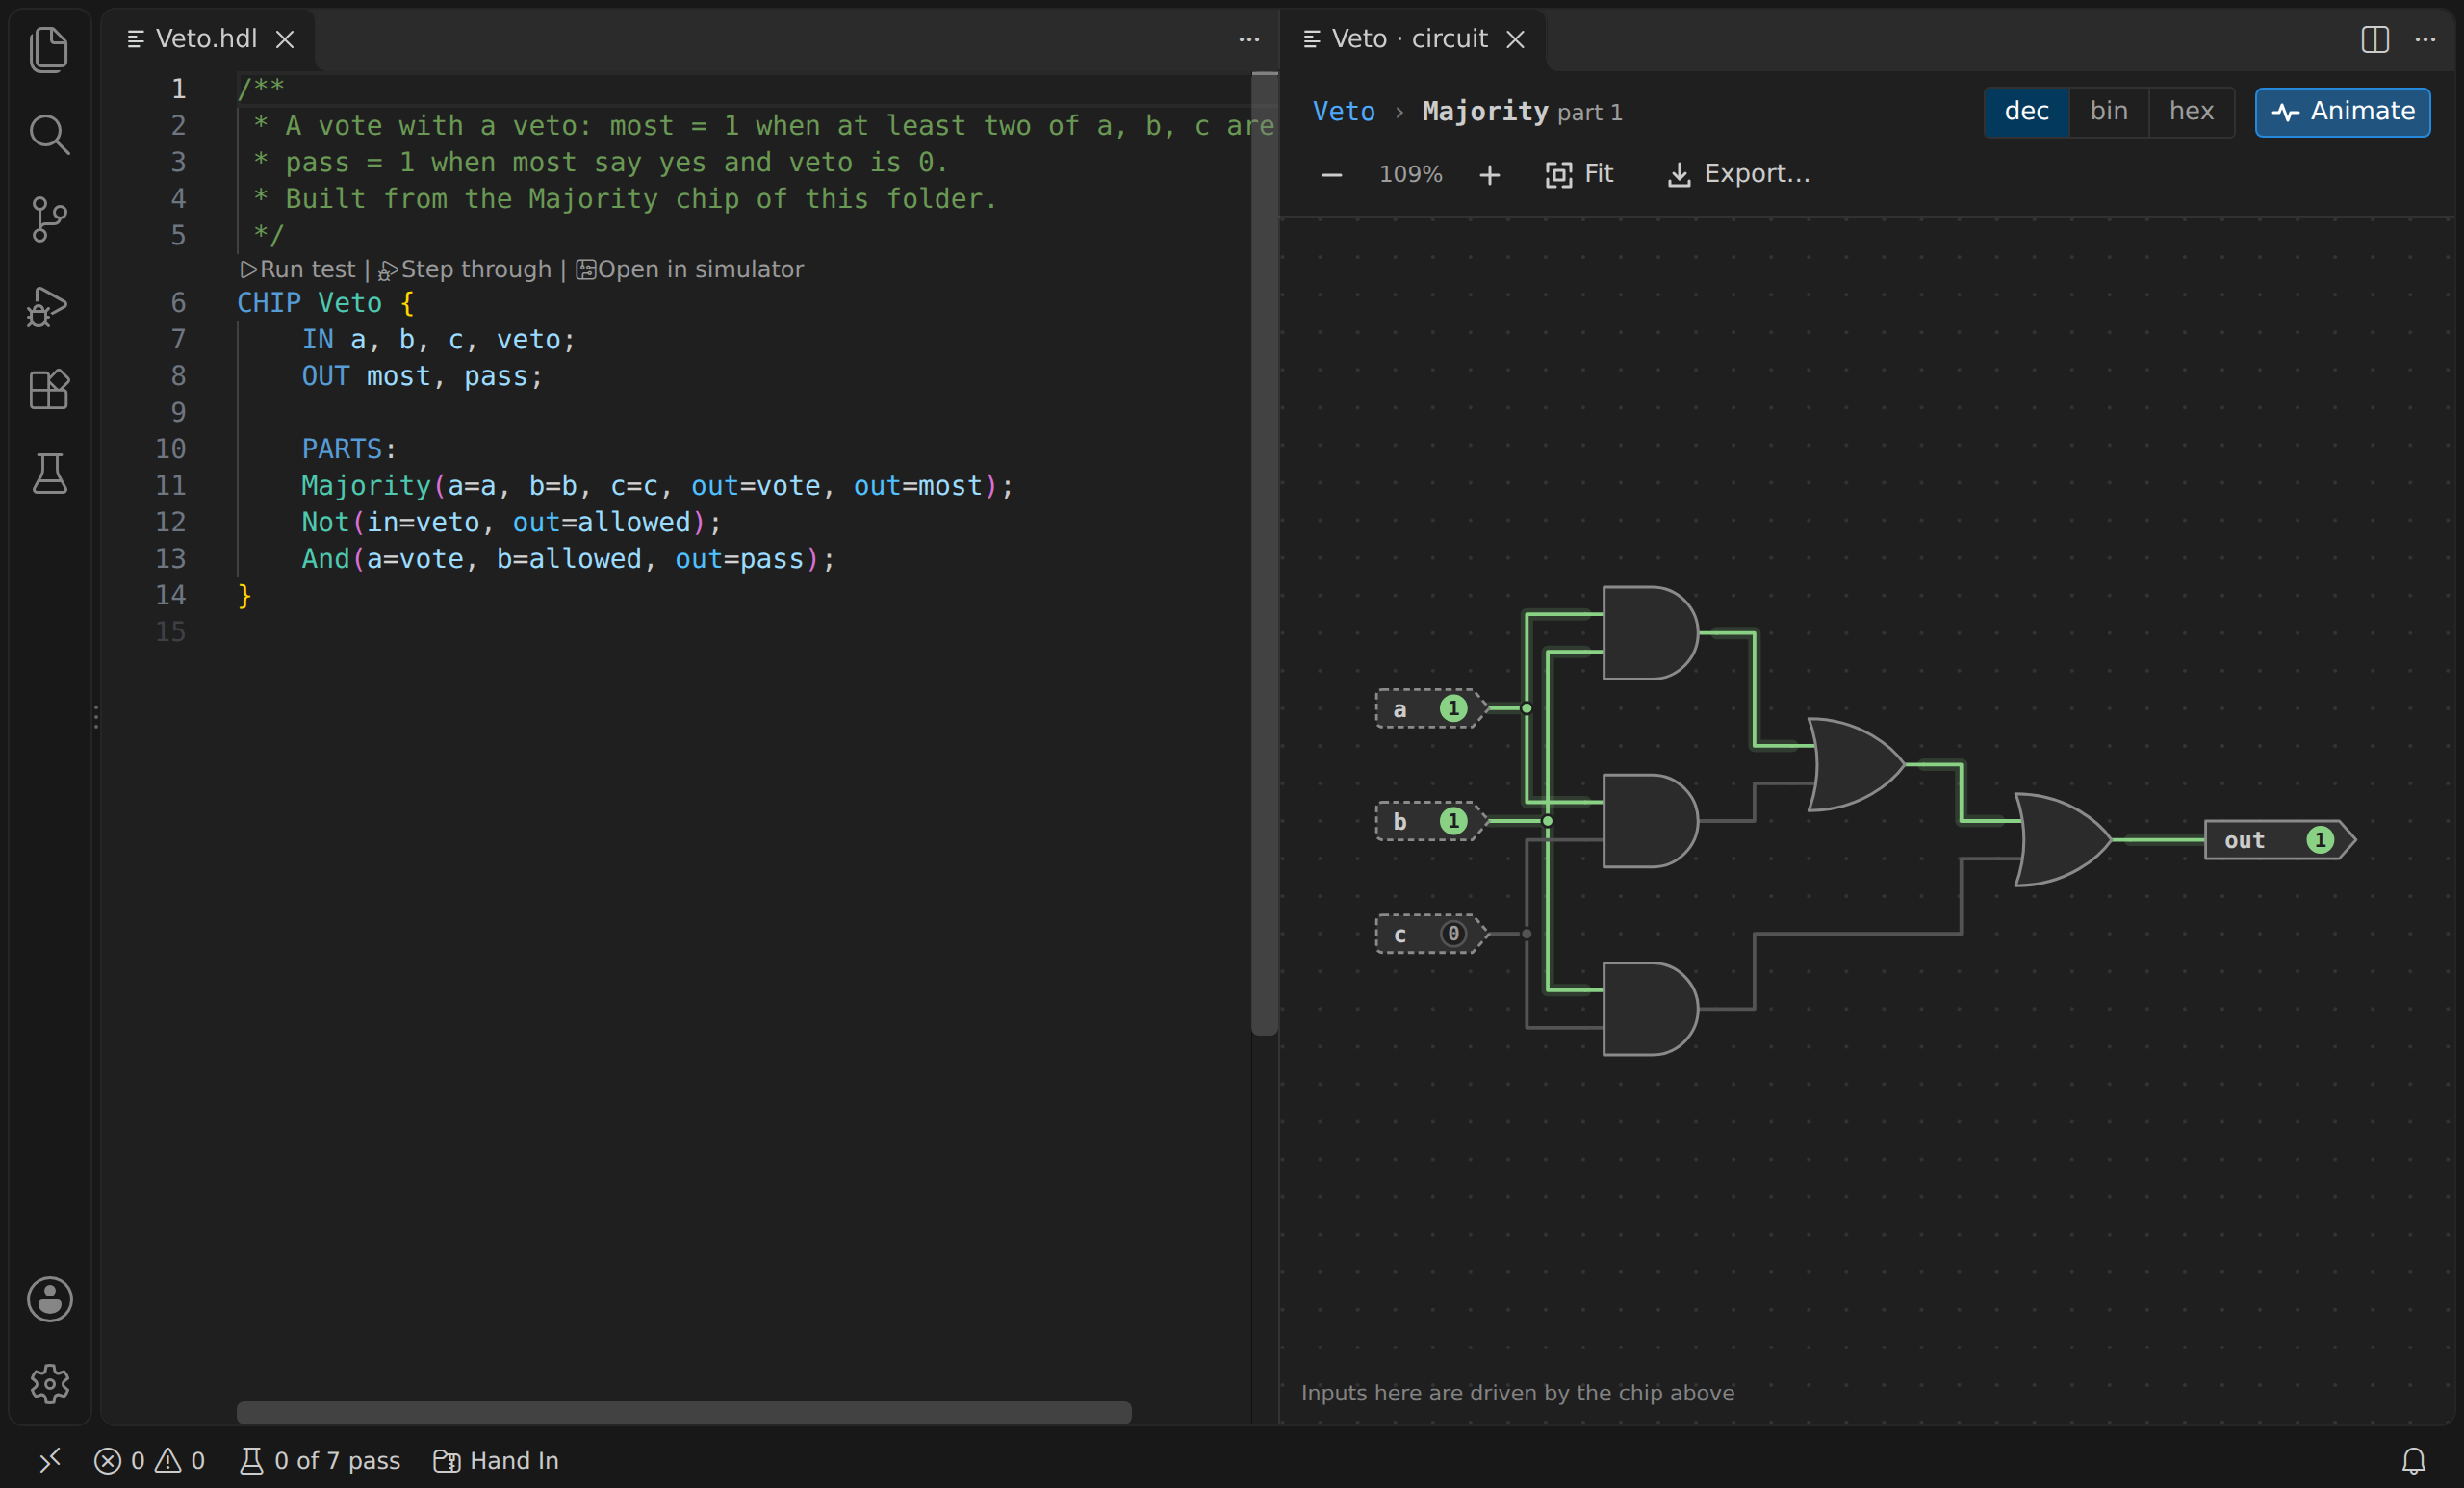 Veto.hdl
Veto · circuit
1 /**
2 * A vote with a veto: most = 1 when at least two of a, b, c are
3 * pass = 1 when most say yes and veto is 0.
4 * Built from the Majority chip of this folder.
5 */
Run test | Step through | Open in simulator
6 CHIP Veto {
7 IN a, b, c, veto;
8 OUT most, pass;
9
10 PARTS:
11 Majority(a=a, b=b, c=c, out=vote, out=most);
12 Not(in=veto, out=allowed);
13 And(a=vote, b=allowed, out=pass);
14 }
15
Veto › Majority part 1
dec bin hex Animate
109% Fit Export...
a 1
b 1
c 0
out 1
Inputs here are driven by the chip above
0 0 0 of 7 pass Hand In